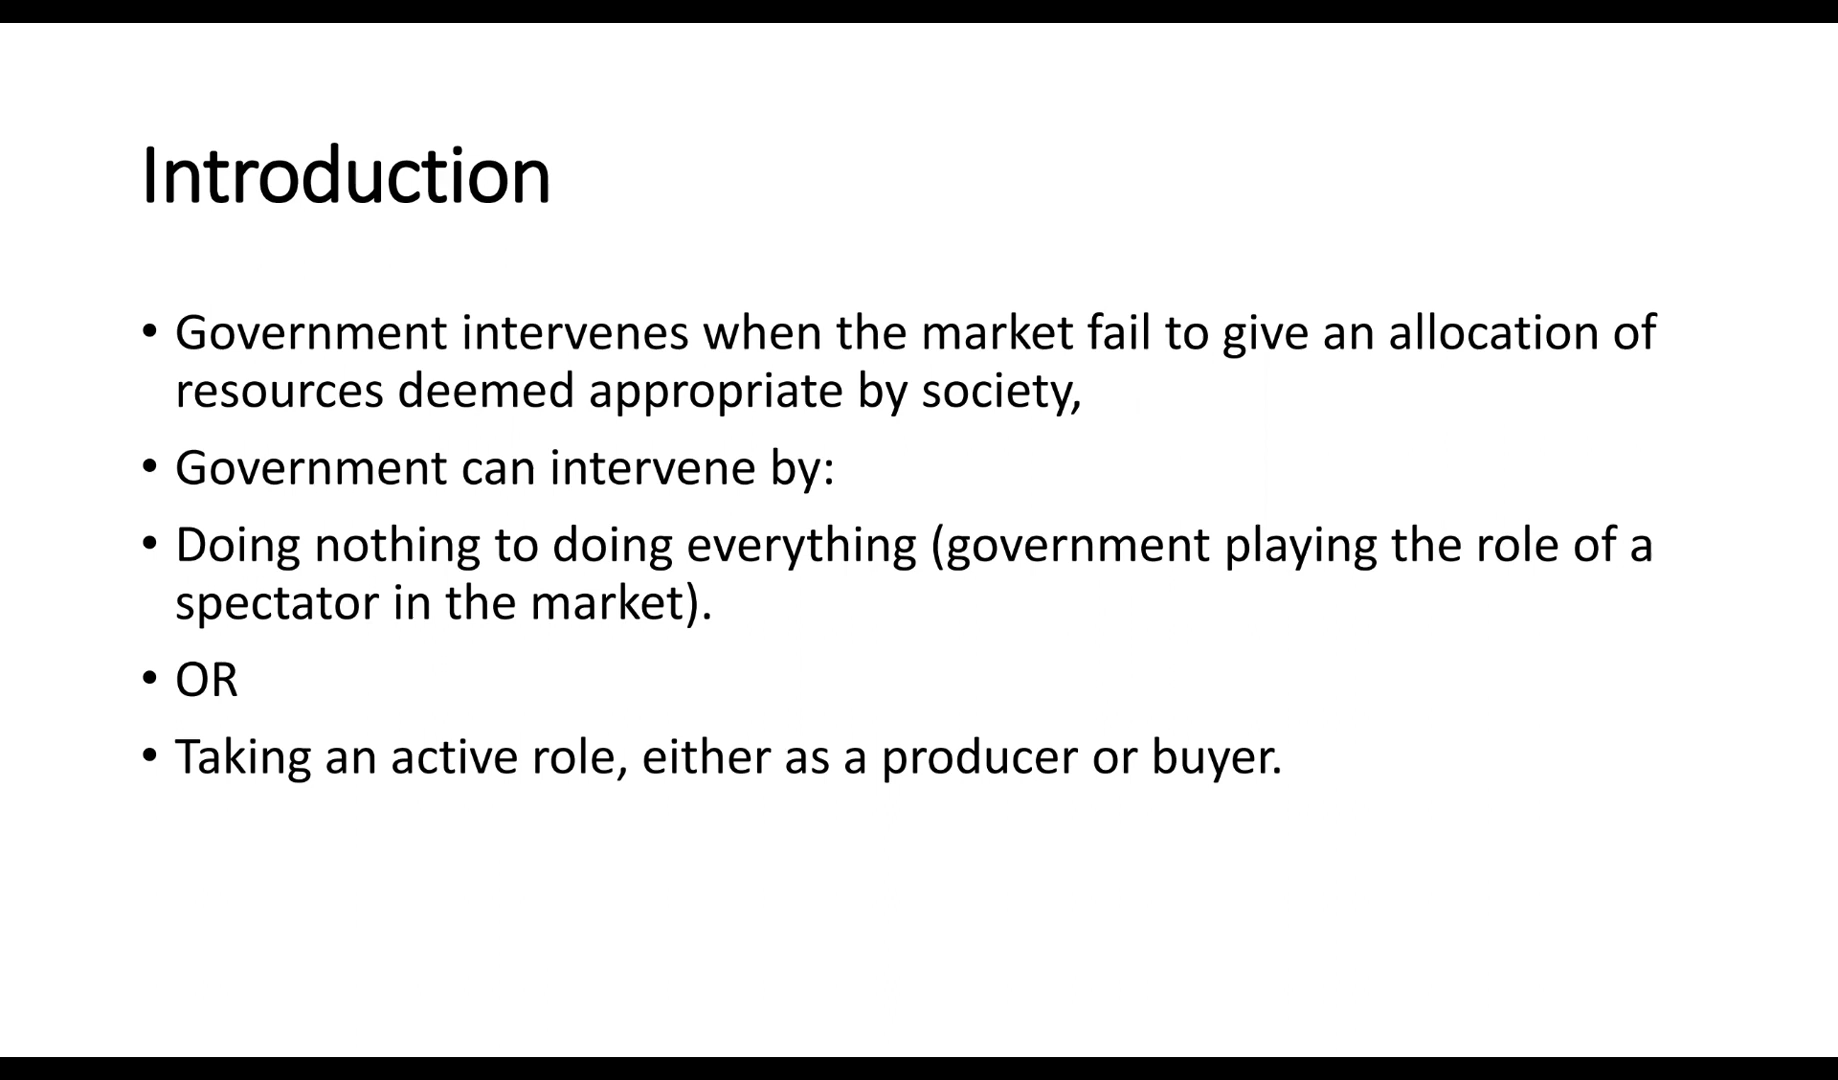 Introduction
• Government intervenes when the market fail to give an allocation of
resources deemed appropriate by society,
• Government can intervene by:
• Doing nothing to doing everything (government playing the role of a
spectator in the market).
• OR
• Taking an active role, either as a producer or buyer.